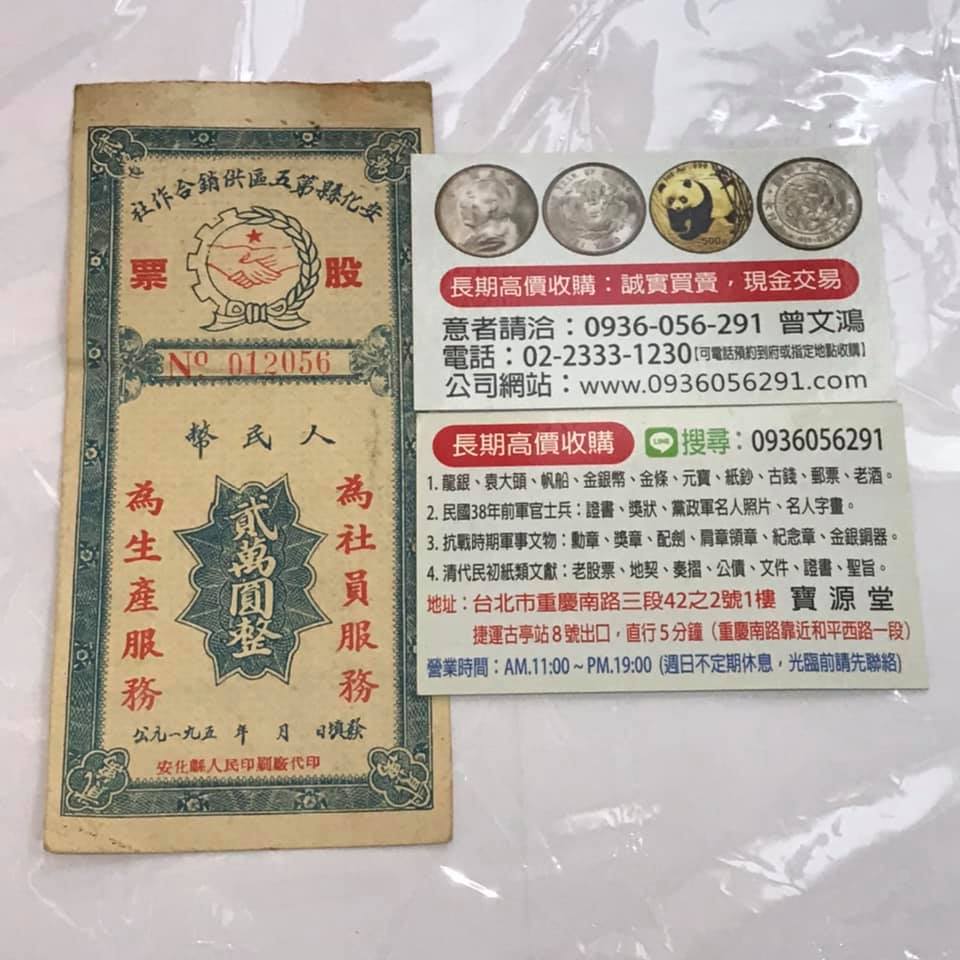 安化縣第五區供銷合作社
股票
No 012056
人民幣
為社員服務
貳萬圓整
為生產服務
公元一九五 年 月 日填發
安化縣人民印刷廠代印
長期高價收購：誠實買賣，現金交易
意者請洽：0936-056-291 曾文鴻
電話：02-2333-1230【可電話預約到府或指定地點收購】
公司網站：www.0936056291.com
長期高價收購 LINE 搜尋：0936056291
1. 龍銀、袁大頭、帆船、金銀幣、金條、元寶、紙鈔、古錢、郵票、老酒。
2. 民國38年前軍官士兵：證書、獎狀、黨政軍名人照片、名人字畫。
3. 抗戰時期軍事文物：勳章、獎章、配劍、肩章領章、紀念章、金銀銅器。
4. 清代民初紙類文獻：老股票、地契、奏摺、公債、文件、證書、聖旨。
地址：台北市重慶南路三段42之2號1樓 寶源堂
捷運古亭站8號出口，直行5分鐘（重慶南路靠近和平西路一段）
營業時間：AM.11:00～PM.19:00 (週日不定期休息，光臨前請先聯絡)